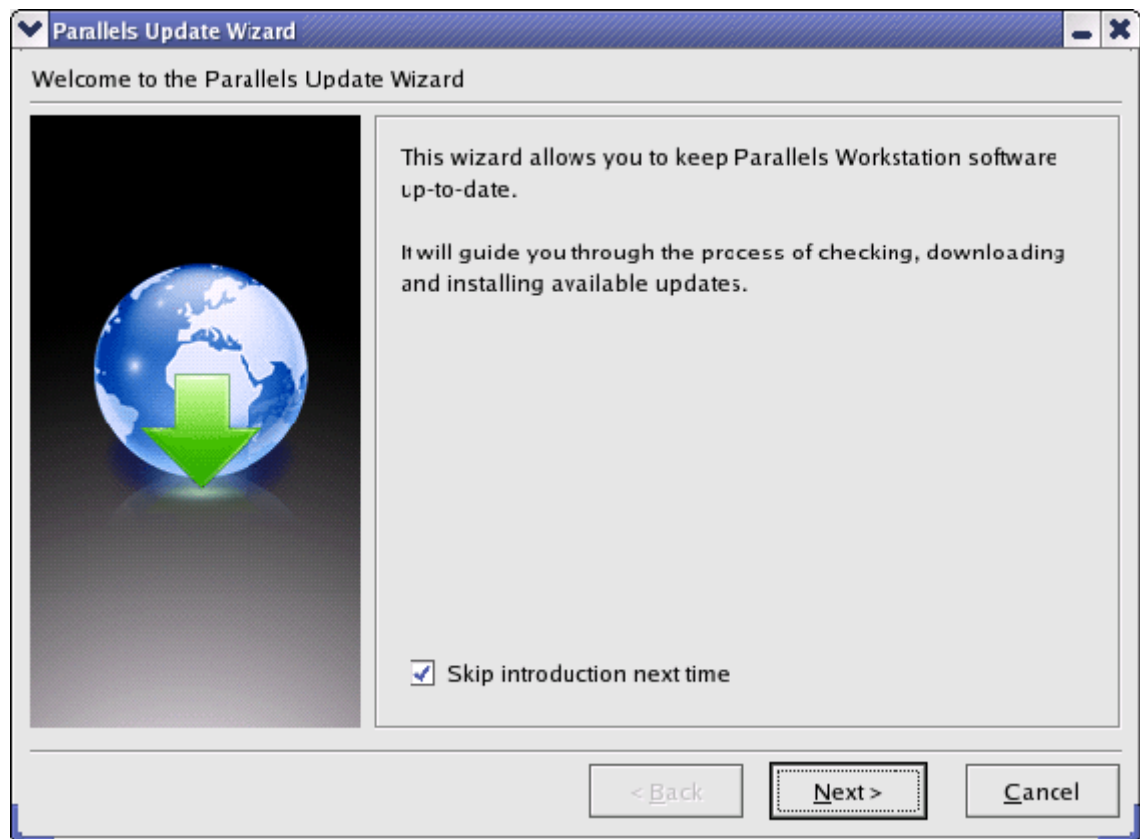 Parallels Update Wizard
Welcome to the Parallels Update Wizard
This wizard allows you to keep Parallels Workstation software
up-to-date.
It will guide you through the process of checking, downloading
and installing available updates.
Skip introduction next time
< Back
Next >
Cancel